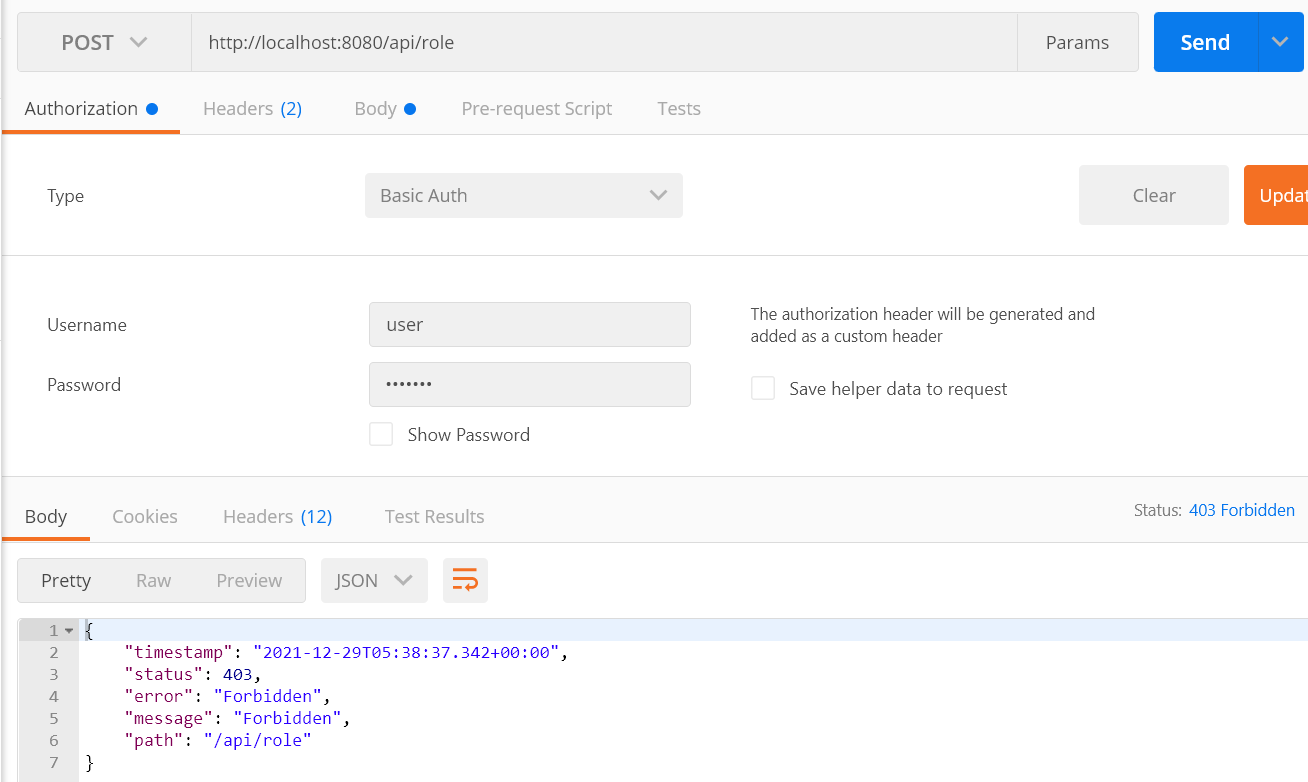 POST http://localhost:8080/api/role Params Send
Authorization Headers (2) Body Pre-request Script Tests
Type Basic Auth Clear Updat
Username user The authorization header will be generated and
added as a custom header
Password ••••••• Save helper data to request
Show Password
Body Cookies Headers (12) Test Results Status: 403 Forbidden
Pretty Raw Preview JSON
1 {
2 "timestamp": "2021-12-29T05:38:37.342+00:00",
3 "status": 403,
4 "error": "Forbidden",
5 "message": "Forbidden",
6 "path": "/api/role"
7 }